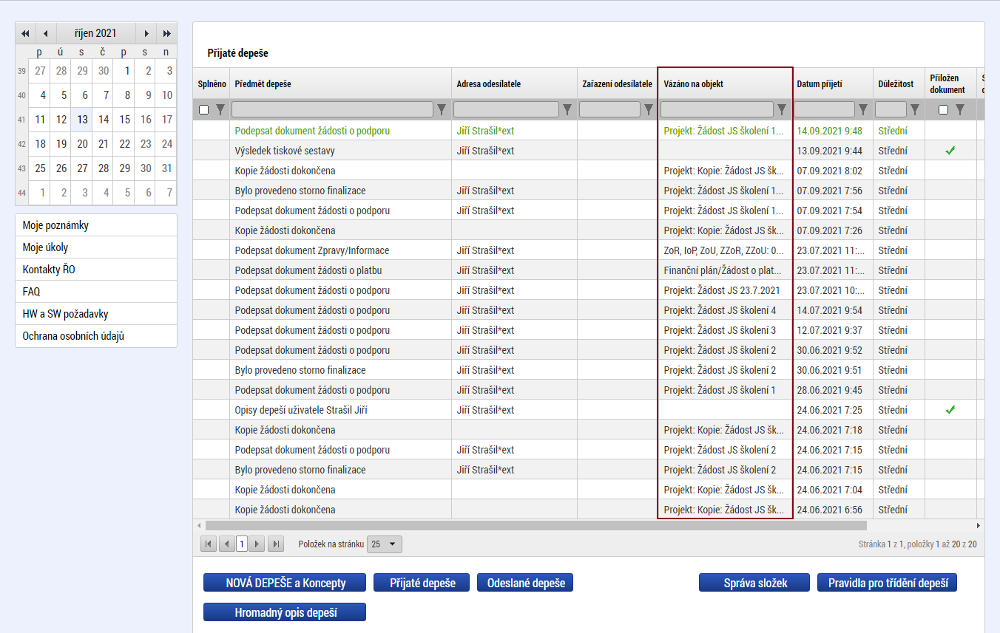 říjen 2021
p ú s č p s n
39 27 28 29 30 1 2 3
40 4 5 6 7 8 9 10
41 11 12 13 14 15 16 17
42 18 19 20 21 22 23 24
43 25 26 27 28 29 30 31
44 1 2 3 4 5 6 7
Moje poznámky
Moje úkoly
Kontakty ŘO
FAQ
HW a SW požadavky
Ochrana osobních údajů
Přijaté depeše
Splněno Předmět depeše Adresa odesílatele Zařazení odesílatele Vázáno na objekt Datum přijetí Důležitost Přiložen dokument
Podepsat dokument žádosti o podporu Jiří Strašil*ext Projekt: Žádost JS školení 1... 14.09.2021 9:48 Střední
Výsledek tiskové sestavy Jiří Strašil*ext 13.09.2021 9:44 Střední
Kopie žádosti dokončena Projekt: Kopie: Žádost JS šk... 07.09.2021 8:02 Střední
Bylo provedeno storno finalizace Jiří Strašil*ext Projekt: Žádost JS školení 1... 07.09.2021 7:56 Střední
Podepsat dokument žádosti o podporu Jiří Strašil*ext Projekt: Žádost JS školení 1... 07.09.2021 7:54 Střední
Kopie žádosti dokončena Projekt: Kopie: Žádost JS šk... 07.09.2021 7:26 Střední
Podepsat dokument Zpravy/Informace Jiří Strašil*ext ZoR, IoP, ZoU, ZZoR, ZZoU: 0... 23.07.2021 11:... Střední
Podepsat dokument žádosti o platbu Jiří Strašil*ext Finanční plán/Žádost o plat... 23.07.2021 11:... Střední
Podepsat dokument žádosti o podporu Jiří Strašil*ext Projekt: Žádost JS 23.7.2021 23.07.2021 10:... Střední
Podepsat dokument žádosti o podporu Jiří Strašil*ext Projekt: Žádost JS školení 4 14.07.2021 9:54 Střední
Podepsat dokument žádosti o podporu Jiří Strašil*ext Projekt: Žádost JS školení 3 12.07.2021 9:37 Střední
Podepsat dokument žádosti o podporu Jiří Strašil*ext Projekt: Žádost JS školení 2 30.06.2021 9:52 Střední
Bylo provedeno storno finalizace Jiří Strašil*ext Projekt: Žádost JS školení 2 30.06.2021 9:51 Střední
Podepsat dokument žádosti o podporu Jiří Strašil*ext Projekt: Žádost JS školení 1 28.06.2021 9:45 Střední
Opisy depeší uživatele Strašil Jiří Jiří Strašil*ext 24.06.2021 7:25 Střední
Kopie žádosti dokončena Projekt: Kopie: Žádost JS šk... 24.06.2021 7:18 Střední
Podepsat dokument žádosti o podporu Jiří Strašil*ext Projekt: Žádost JS školení 2 24.06.2021 7:15 Střední
Bylo provedeno storno finalizace Jiří Strašil*ext Projekt: Žádost JS školení 2 24.06.2021 7:15 Střední
Kopie žádosti dokončena Projekt: Kopie: Žádost JS šk... 24.06.2021 7:04 Střední
Kopie žádosti dokončena Projekt: Kopie: Žádost JS šk... 24.06.2021 6:56 Střední
1 Položek na stránku 25 Stránka 1 z 1, položky 1 až 20 z 20
NOVÁ DEPEŠE a Koncepty Přijaté depeše Odeslané depeše Správa složek Pravidla pro třídění depeší
Hromadný opis depeší